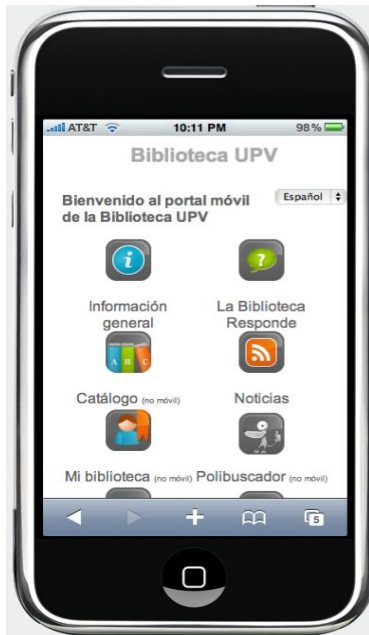 AT&T 10:11 PM 98%
Biblioteca UPV
Bienvenido al portal móvil
de la Biblioteca UPV
Español
i ?
Información
general
La Biblioteca
Responde
A B C
Catálogo (no móvil) Noticias
Mi biblioteca (no móvil) Polibuscador (no móvil)
5